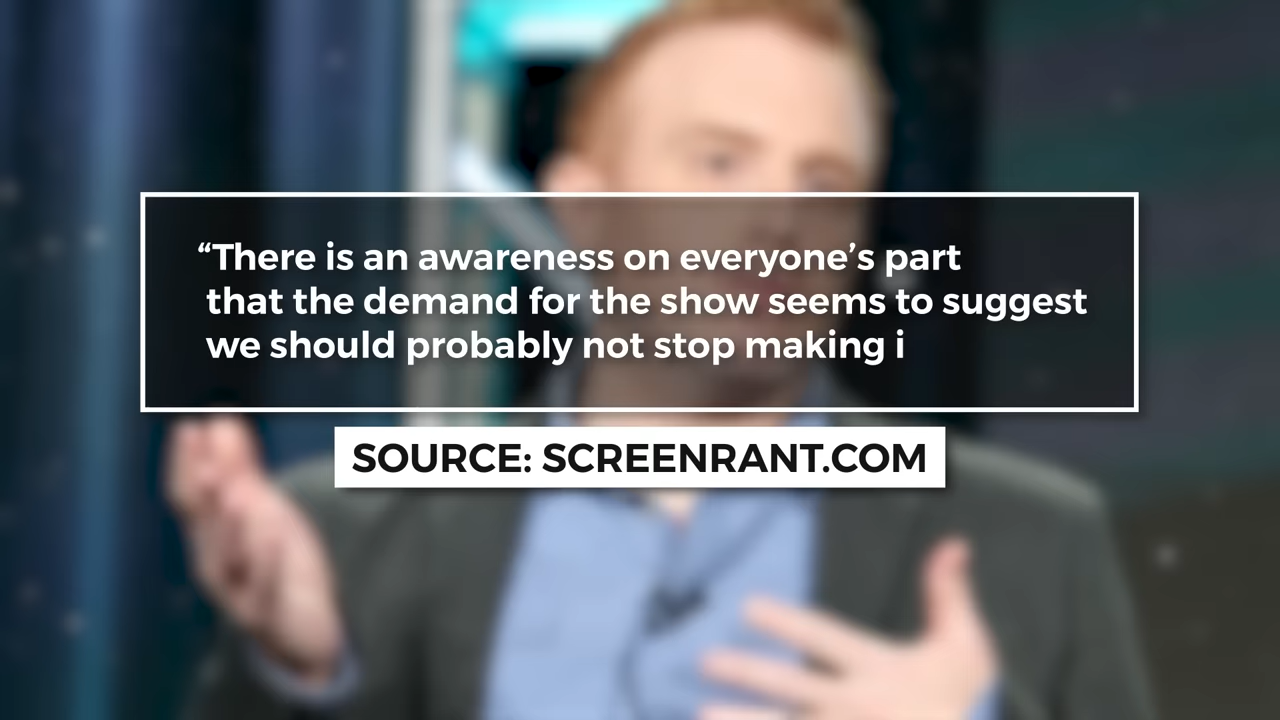 “There is an awareness on everyone’s part
that the demand for the show seems to suggest
we should probably not stop making i
SOURCE: SCREENRANT.COM